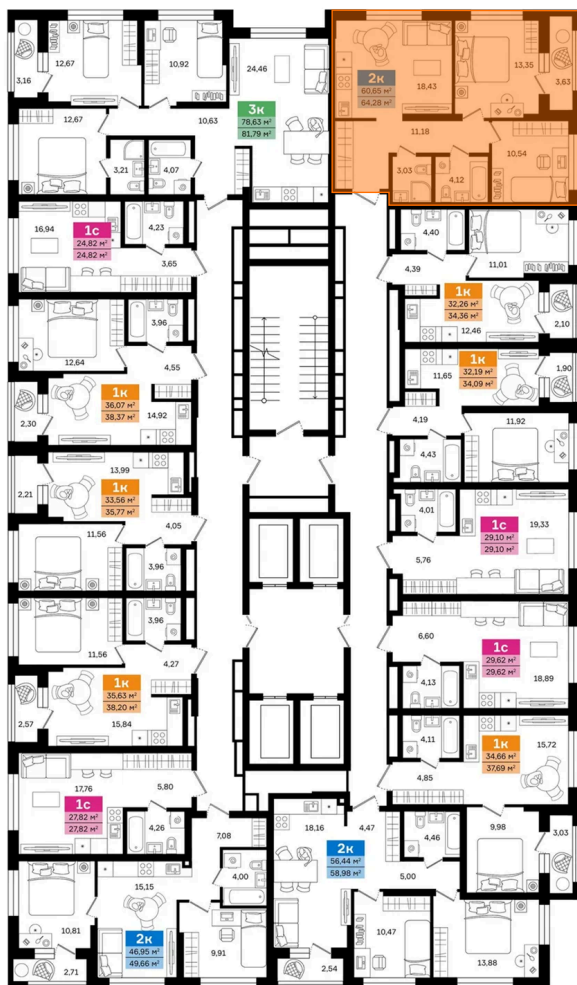 12,67
10,92
24,46
3,16
3к
78,63 м²
81,79 м²
12,67
10,63
3,21
4,07
2к
60,65 м²
64,28 м²
18,43
13,35
3,63
11,18
3,03
4,12
10,54
16,94
1с
24,82 м²
24,82 м²
4,23
3,65
4,40
4,39
11,01
1к
32,26 м²
34,36 м²
12,46
2,10
3,96
12,64
4,55
1к
36,07 м²
38,37 м²
14,92
2,30
11,65
1к
32,19 м²
34,09 м²
1,90
4,19
11,92
4,43
13,99
2,21
1к
33,56 м²
35,77 м²
4,05
11,56
3,96
4,01
19,33
1с
29,10 м²
29,10 м²
5,76
3,96
11,56
4,27
1к
35,63 м²
38,20 м²
2,57
15,84
6,60
1с
29,62 м²
29,62 м²
4,13
18,89
4,11
1к
34,66 м²
37,69 м²
15,72
4,85
17,76
5,80
1с
27,82 м²
27,82 м²
4,26
7,08
4,00
15,15
10,81
2к
46,95 м²
49,66 м²
9,91
2,71
18,16
4,47
2к
56,44 м²
58,98 м²
4,46
5,00
9,98
3,03
10,47
13,88
2,54